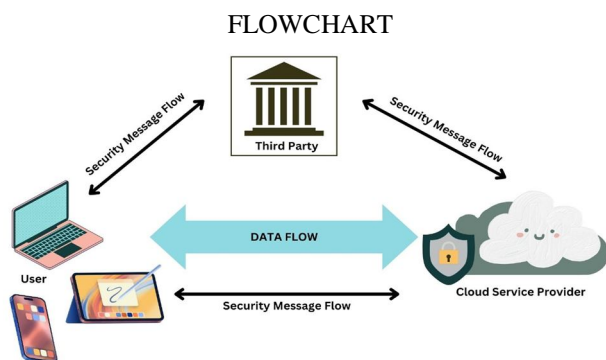 FLOWCHART
Third Party
Security Message Flow
Security Message Flow
DATA FLOW
User
Cloud Service Provider
Security Message Flow